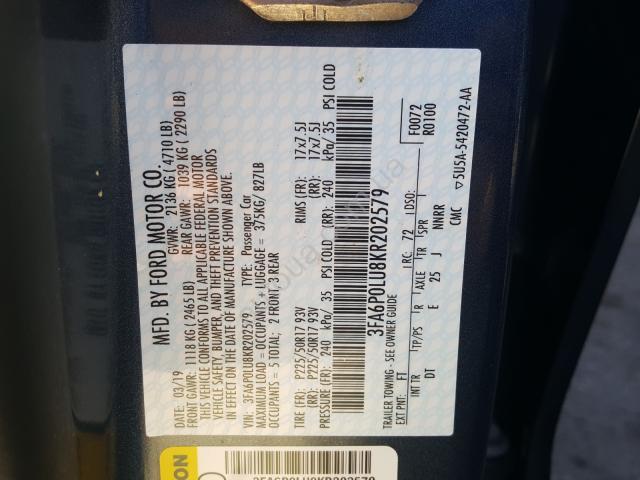 MFD. BY FORD MOTOR CO.
DATE: 03/19 GVWR: 2136 KG ( 4710 LB)
FRONT GAWR: 1118 KG ( 2465 LB) REAR GAWR: 1039 KG ( 2290 LB)
THIS VEHICLE CONFORMS TO ALL APPLICABLE FEDERAL MOTOR
VEHICLE SAFETY, BUMPER, AND THEFT PREVENTION STANDARDS
IN EFFECT ON THE DATE OF MANUFACTURE SHOWN ABOVE.
VIN: 3FA6P0LU8KR202579 TYPE: Passenger Car
MAXIMUM LOAD = OCCUPANTS + LUGGAGE = 375KG/ 827LB
OCCUPANTS = 5 TOTAL; 2 FRONT, 3 REAR
TIRE (FR): P225/50R17 93V RIMS (FR): 17x7.5J
(RR): P225/50R17 93V (RR): 17x7.5J
PRESSURE (FR): 240 kPa/ 35 PSI COLD (RR): 240 kPa/ 35 PSI COLD
3FA6P0LU8KR202579
F0072
R0100
TRAILER TOWING - SEE OWNER GUIDE
EXT PNT: FT RC: 72 DSO:
TP/PS R AXLE TR SPR
DT E 25 J NNRR
CMC ▽5U5A-5420472-AA
3FA6P0LU8KR202579